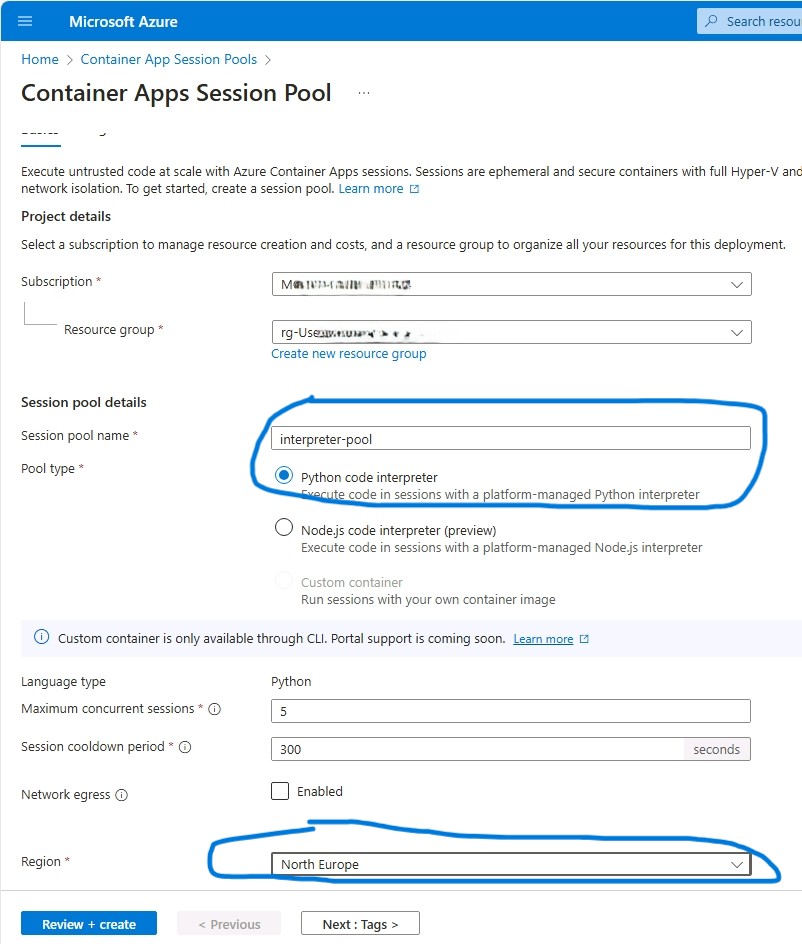 Microsoft Azure
Search resou
Home > Container App Session Pools >
Container Apps Session Pool ...
Execute untrusted code at scale with Azure Container Apps sessions. Sessions are ephemeral and secure containers with full Hyper-V and
network isolation. To get started, create a session pool. Learn more
Project details
Select a subscription to manage resource creation and costs, and a resource group to organize all your resources for this deployment.
Subscription *
Resource group *
rg-Use
Create new resource group
Session pool details
Session pool name *
interpreter-pool
Pool type *
Python code interpreter
Execute code in sessions with a platform-managed Python interpreter
Node.js code interpreter (preview)
Execute code in sessions with a platform-managed Node.js interpreter
Custom container
Run sessions with your own container image
Custom container is only available through CLI. Portal support is coming soon. Learn more
Language type
Python
Maximum concurrent sessions *
5
Session cooldown period *
300 seconds
Network egress
Enabled
Region *
North Europe
Review + create
< Previous
Next : Tags >